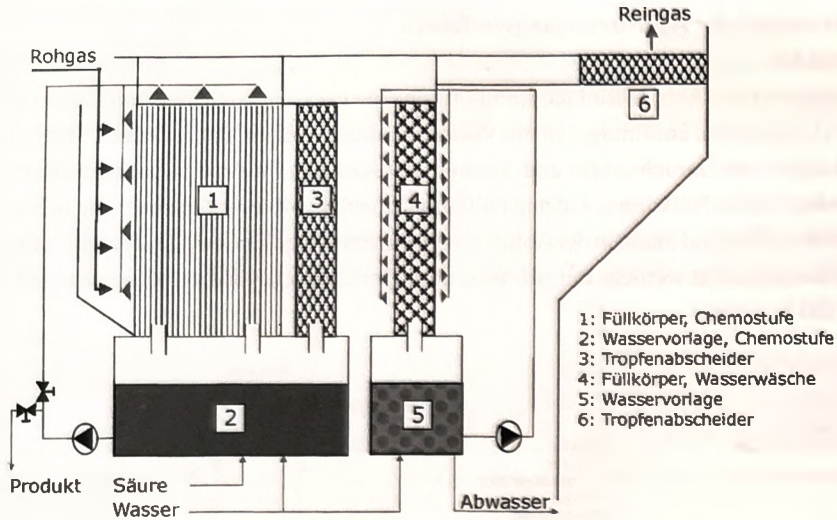 Reingas
Rohgas
6
1
3
4
1: Füllkörper, Chemostufe
2: Wasservorlage, Chemostufe
3: Tropfenabscheider
4: Füllkörper, Wasserwäsche
5: Wasservorlage
6: Tropfenabscheider
2
5
Produkt
Säure
Wasser
Abwasser